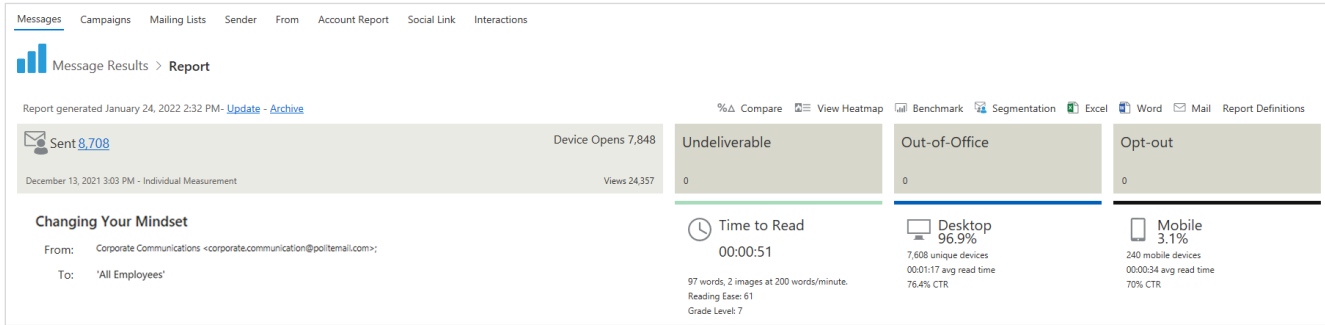 Messages Campaigns Mailing Lists Sender From Account Report Social Link Interactions
Message Results > Report
Report generated January 24, 2022 2:32 PM- Update - Archive
%Δ Compare View Heatmap Benchmark Segmentation Excel Word Mail Report Definitions
Sent 8,708 Device Opens 7,848
December 13, 2021 3:03 PM - Individual Measurement Views 24,357
Undeliverable
0
Out-of-Office
0
Opt-out
0
Changing Your Mindset
From: Corporate Communications <corporate.communication@politemail.com>;
To: 'All Employees'
Time to Read
00:00:51
97 words, 2 images at 200 words/minute.
Reading Ease: 61
Grade Level: 7
Desktop
96.9%
7,608 unique devices
00:01:17 avg read time
76.4% CTR
Mobile
3.1%
240 mobile devices
00:00:34 avg read time
70% CTR